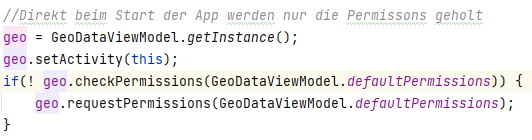 //Direkt beim Start der App werden nur die Permissons geholt
geo = GeoDataViewModel.getInstance();
geo.setActivity(this);
if(! geo.checkPermissions(GeoDataViewModel.defaultPermissions)) {
    geo.requestPermissions(GeoDataViewModel.defaultPermissions);
}